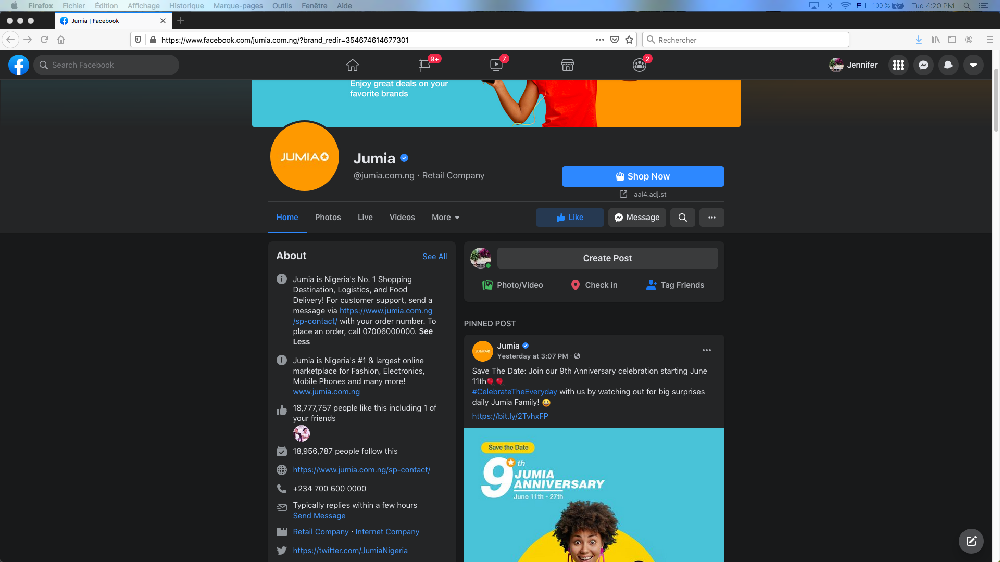 Firefox Fichier Édition Affichage Historique Marque-pages Outils Fenêtre Aide 100 % Tue 4:20 PM
Jumia | Facebook
https://www.facebook.com/jumia.com.ng/?brand_redir=354674614677301 Rechercher
Search Facebook 9+ 7 2 Jennifer
Enjoy great deals on your
favorite brands
JUMIA
Jumia
@jumia.com.ng · Retail Company
Shop Now
aal4.adj.st
Home Photos Live Videos More Like Message
About See All
Jumia is Nigeria's No. 1 Shopping
Destination, Logistics, and Food
Delivery! For customer support, send a
message via https://www.jumia.com.ng
/sp-contact/ with your order number. To
place an order, call 07006000000. See
Less
Jumia is Nigeria's #1 & largest online
marketplace for Fashion, Electronics,
Mobile Phones and many more!
www.jumia.com.ng
18,777,757 people like this including 1 of
your friends
18,956,787 people follow this
https://www.jumia.com.ng/sp-contact/
+234 700 600 0000
Typically replies within a few hours
Send Message
Retail Company · Internet Company
https://twitter.com/JumiaNigeria
Create Post
Photo/Video Check in Tag Friends
PINNED POST
JUMIA
Jumia
Yesterday at 3:07 PM ·
Save The Date: Join our 9th Anniversary celebration starting June
11th🎈🎈
#CelebrateTheEveryday with us by watching out for big surprises
daily Jumia Family! 😀
https://bit.ly/2TvhxFP
Save the Date
9th
JUMIA
ANNIVERSARY
June 11th - 27th